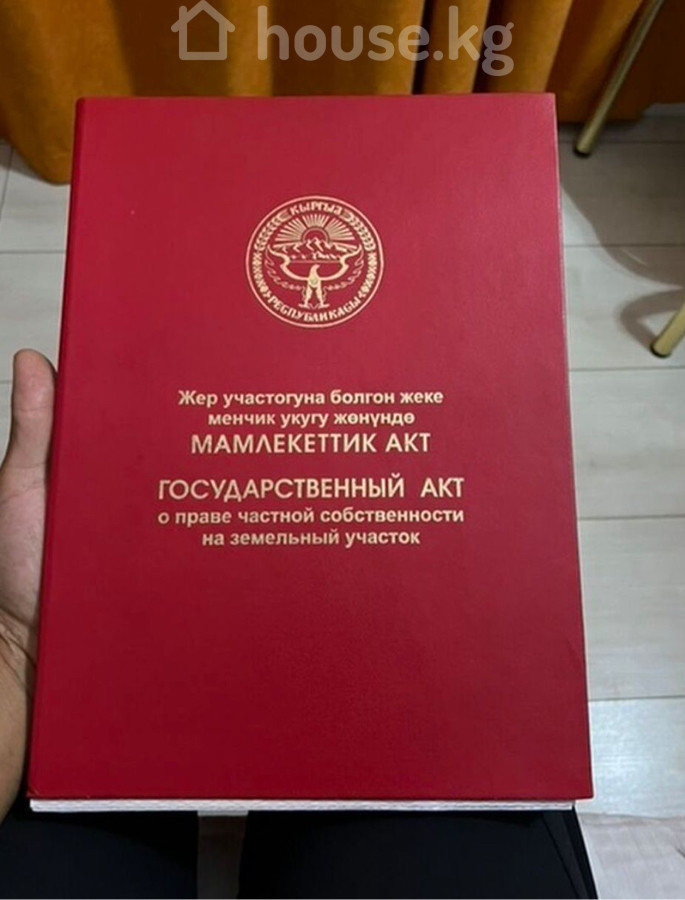 house.kg
КЫРГЫЗ
РЕСПУБЛИКАСЫ
Жер участогуна болгон жеке
менчик укугу жөнүндө
МАМЛЕКЕТТИК АКТ
ГОСУДАРСТВЕННЫЙ АКТ
о праве частной собственности
на земельный участок